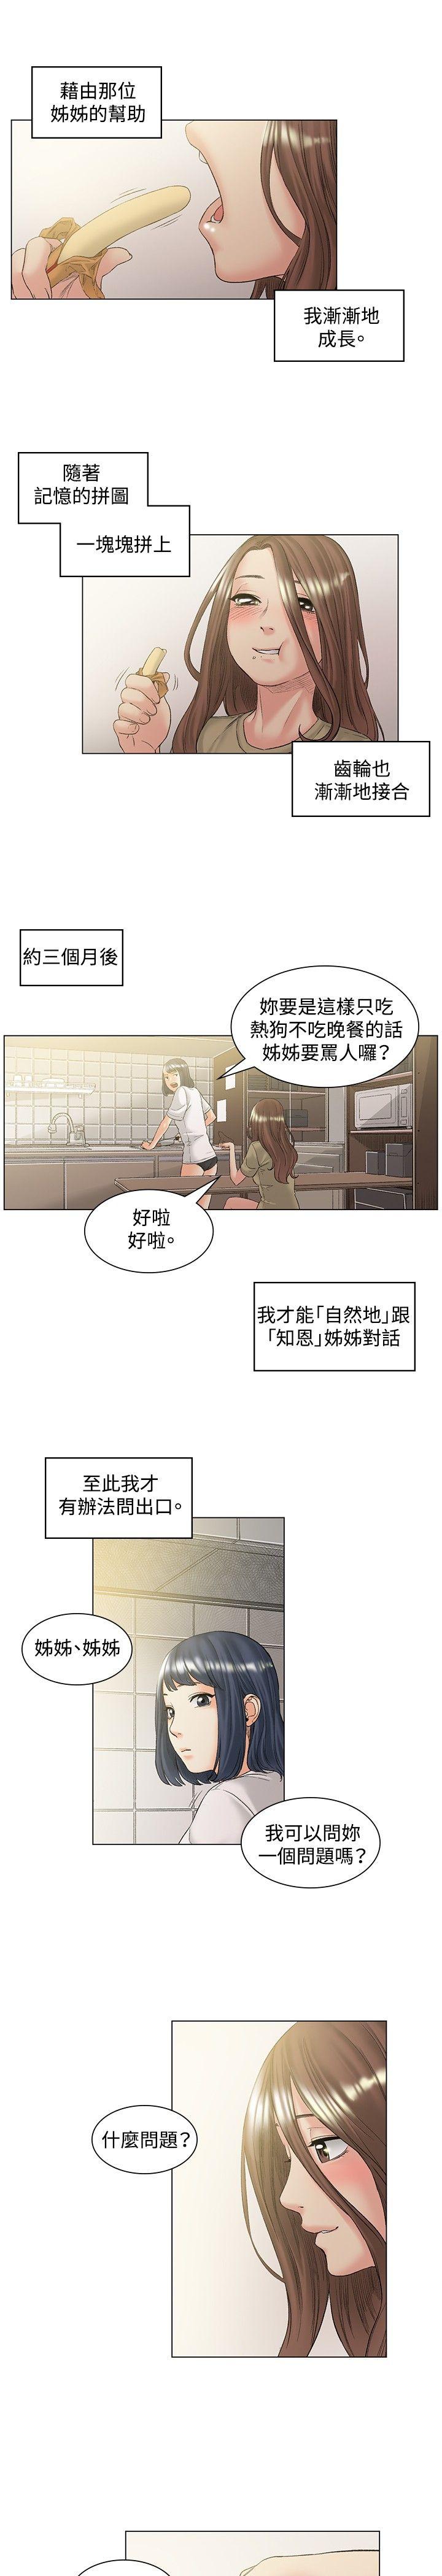 藉由那位
姊姊的幫助
我漸漸地
成長。
隨著
記憶的拼圖
一塊塊拼上
齒輪也
漸漸地接合
約三個月後
妳要是這樣只吃
熱狗不吃晚餐的話
姊姊要罵人囉？
好啦
好啦。
我才能「自然地」跟
「知恩」姊姊對話
至此我才
有辦法問出口。
姊姊、姊姊
我可以問妳
一個問題嗎？
什麼問題？